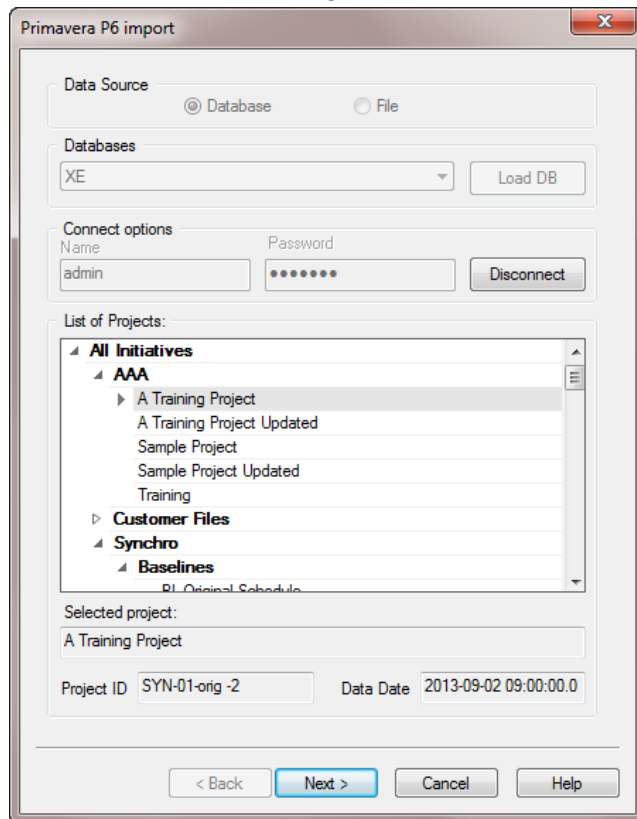 Primavera P6 import
Data Source
Database File
Databases
XE Load DB
Connect options
Name Password
admin ●●●●●●● Disconnect
List of Projects:
All Initiatives
AAA
A Training Project
A Training Project Updated
Sample Project
Sample Project Updated
Training
Customer Files
Synchro
Baselines
BL Original Schedule
Selected project:
A Training Project
Project ID SYN-01-orig -2 Data Date 2013-09-02 09:00:00.0
< Back Next > Cancel Help